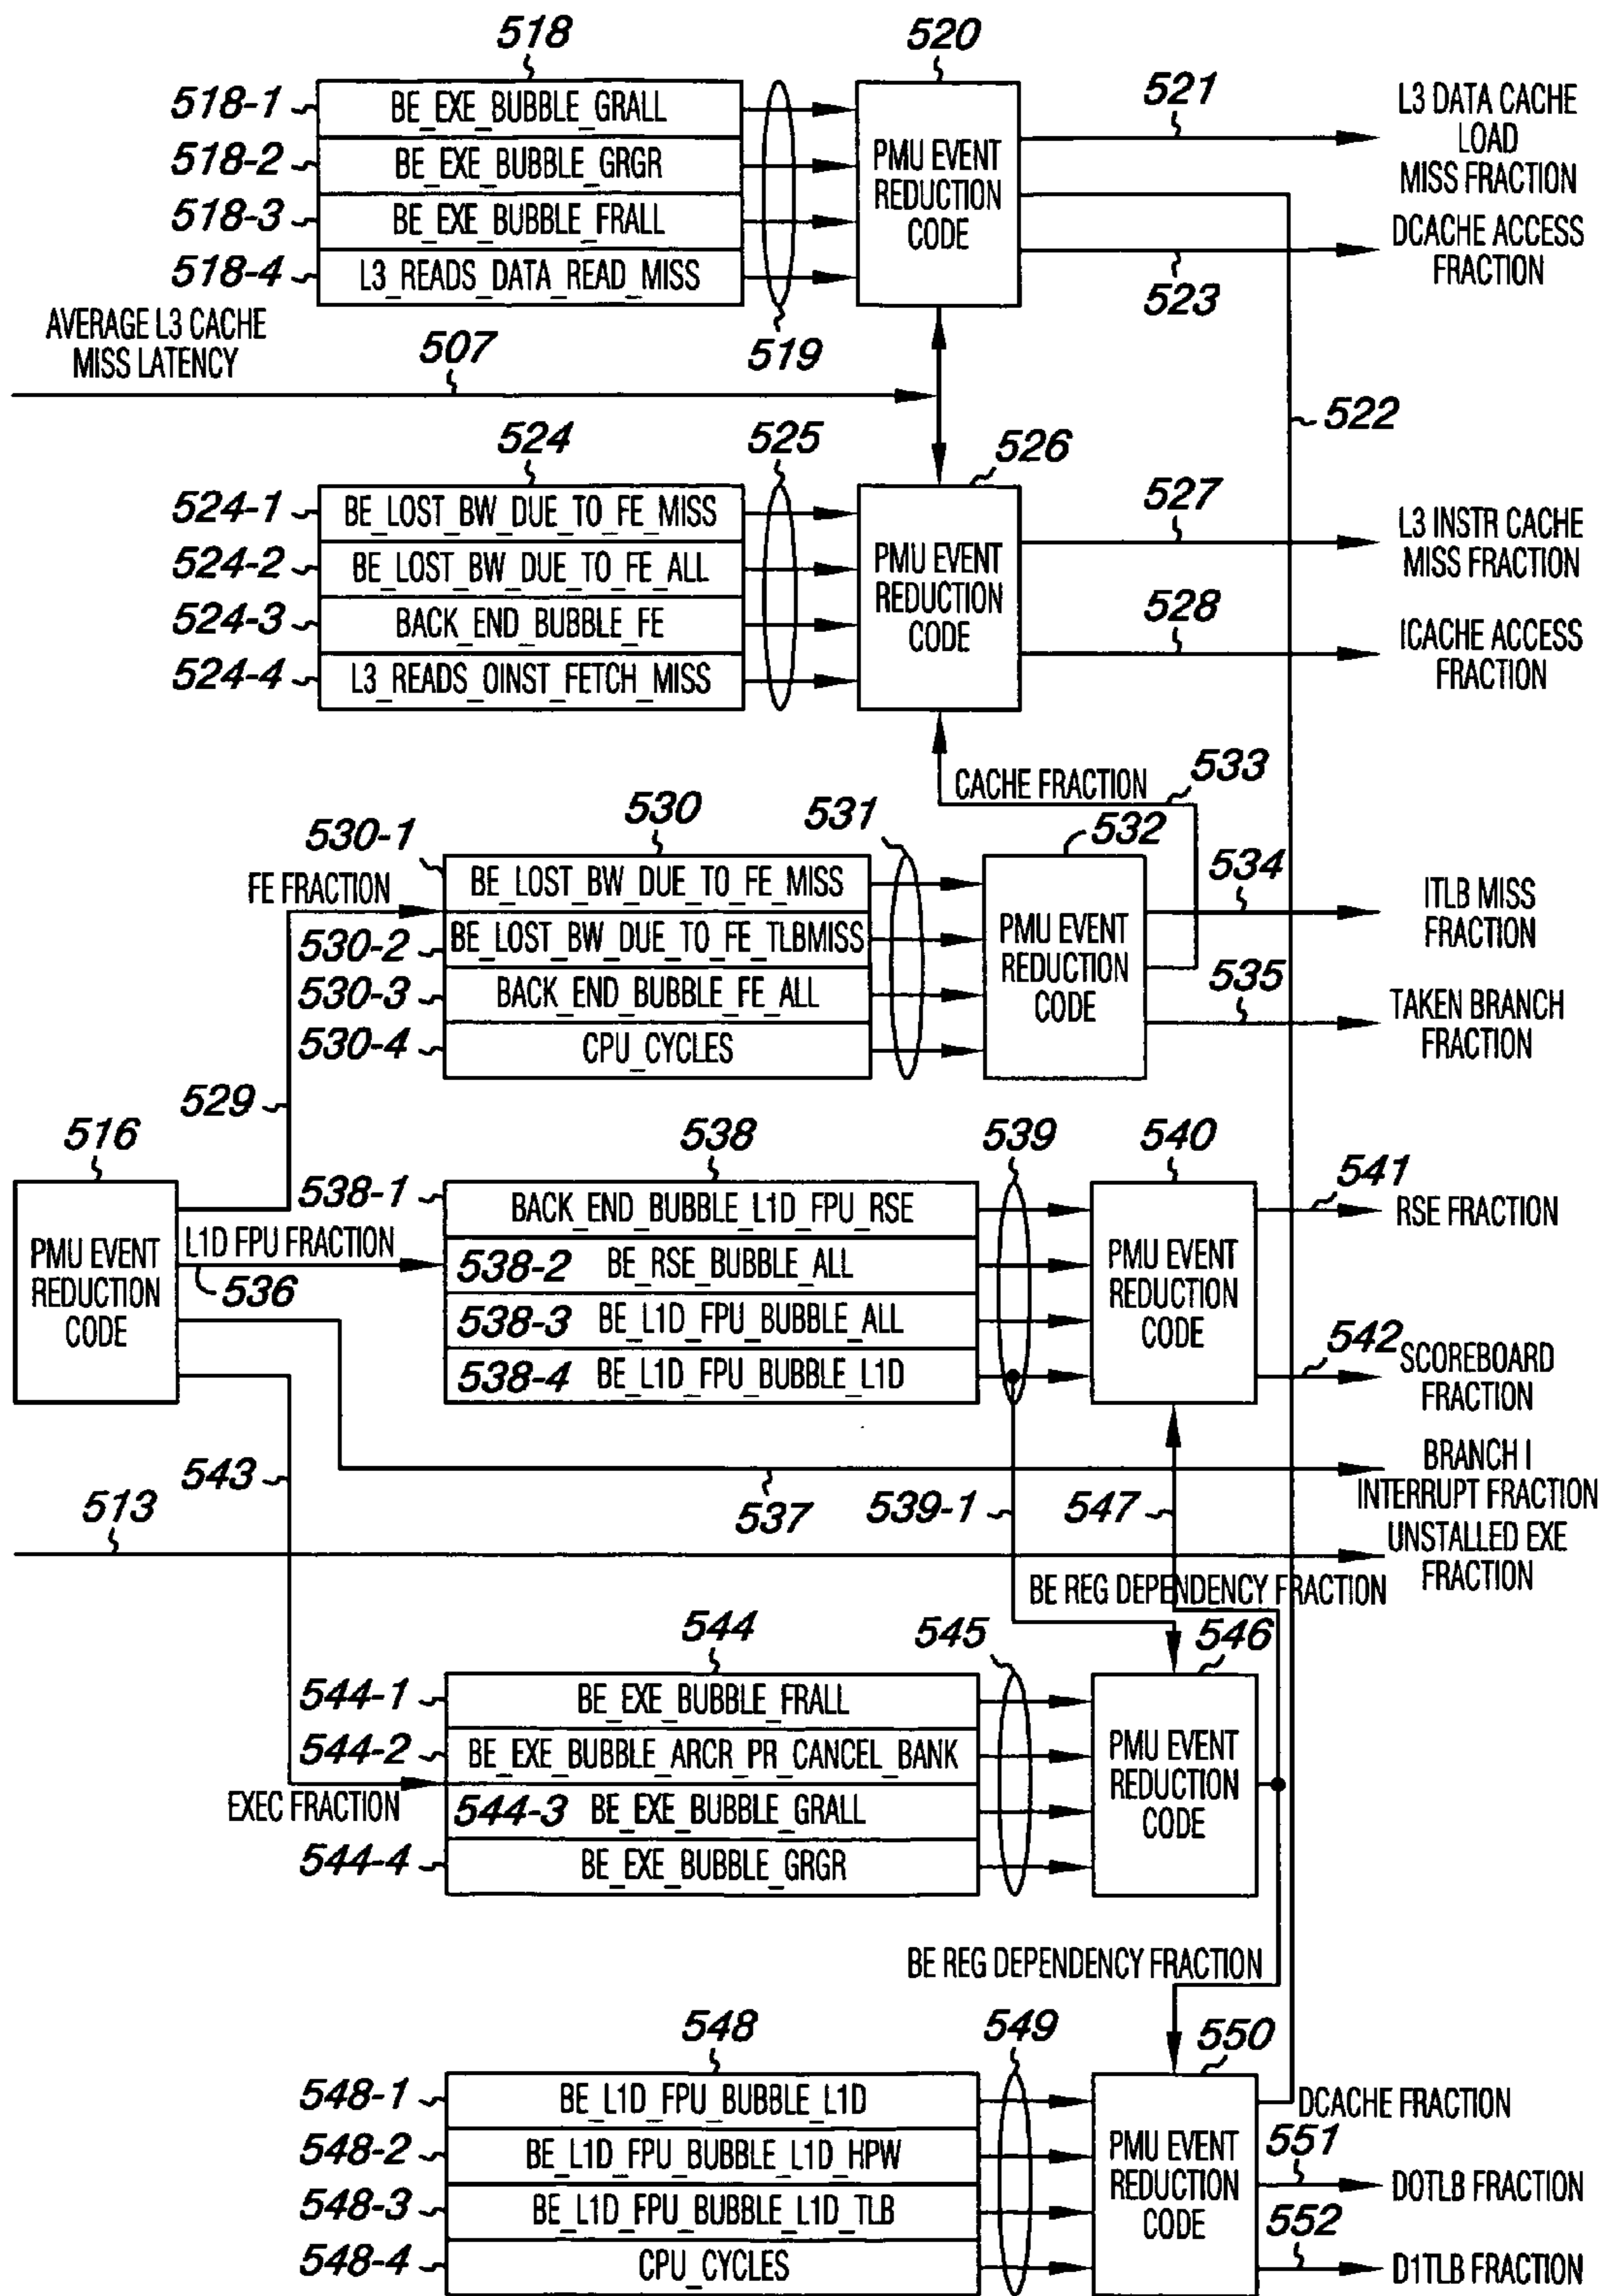 518
520
518-1
BE_EXE_BUBBLE_GRALL
521
L3 DATA CACHE
LOAD
MISS FRACTION
518-2
BE_EXE_BUBBLE_GRGR
PMU EVENT
REDUCTION
CODE
518-3
BE_EXE_BUBBLE_FRALL
DCACHE ACCESS
FRACTION
518-4
L3_READS_DATA_READ_MISS
523
AVERAGE L3 CACHE
MISS LATENCY
507
519
522
524
525
526
524-1
BE_LOST_BW_DUE_TO_FE_MISS
527
L3 INSTR CACHE
MISS FRACTION
524-2
BE_LOST_BW_DUE_TO_FE_ALL
PMU EVENT
REDUCTION
CODE
524-3
BACK_END_BUBBLE_FE
528
ICACHE ACCESS
FRACTION
524-4
L3_READS_OINST_FETCH_MISS
CACHE FRACTION
533
530
531
532
530-1
BE_LOST_BW_DUE_TO_FE_MISS
534
FE FRACTION
ITLB MISS
FRACTION
530-2
BE_LOST_BW_DUE_TO_FE_TLBMISS
PMU EVENT
REDUCTION
CODE
530-3
BACK_END_BUBBLE_FE_ALL
535
TAKEN BRANCH
FRACTION
530-4
CPU_CYCLES
529
516
538
539
540
538-1
BACK_END_BUBBLE_L1D_FPU_RSE
541
RSE FRACTION
PMU EVENT
REDUCTION
CODE
L1D FPU FRACTION
536
538-2 BE_RSE_BUBBLE_ALL
PMU EVENT
REDUCTION
CODE
538-3 BE_L1D_FPU_BUBBLE_ALL
542
SCOREBOARD
FRACTION
538-4 BE_L1D_FPU_BUBBLE_L1D
543
BRANCH I
INTERRUPT FRACTION
513
537
539-1
547
UNSTALLED EXE
FRACTION
BE REG DEPENDENCY FRACTION
544
545
546
544-1
BE_EXE_BUBBLE_FRALL
544-2
BE_EXE_BUBBLE_ARCR_PR_CANCEL_BANK
PMU EVENT
REDUCTION
CODE
EXEC FRACTION
544-3 BE_EXE_BUBBLE_GRALL
544-4
BE_EXE_BUBBLE_GRGR
BE REG DEPENDENCY FRACTION
548
549
550
548-1
BE_L1D_FPU_BUBBLE_L1D
DCACHE FRACTION
548-2
BE_L1D_FPU_BUBBLE_L1D_HPW
PMU EVENT
REDUCTION
CODE
551
DOTLB FRACTION
548-3
BE_L1D_FPU_BUBBLE_L1D_TLB
552
548-4
CPU_CYCLES
D1TLB FRACTION